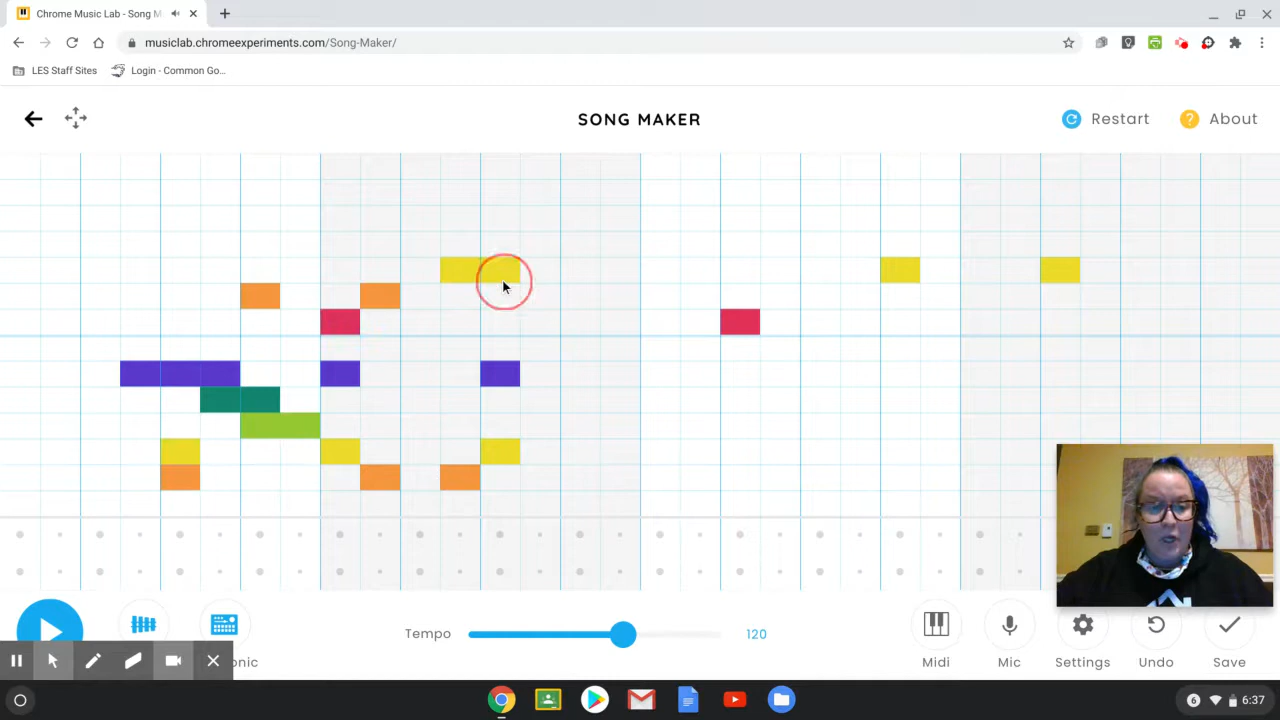 Chrome Music Lab - Song M
musiclab.chromeexperiments.com/Song-Maker/
LES Staff Sites
Login - Common Go...
SONG MAKER
Restart
? About
Tempo
120
onic
Midi
Mic
Settings
Undo
Save
6
6:37